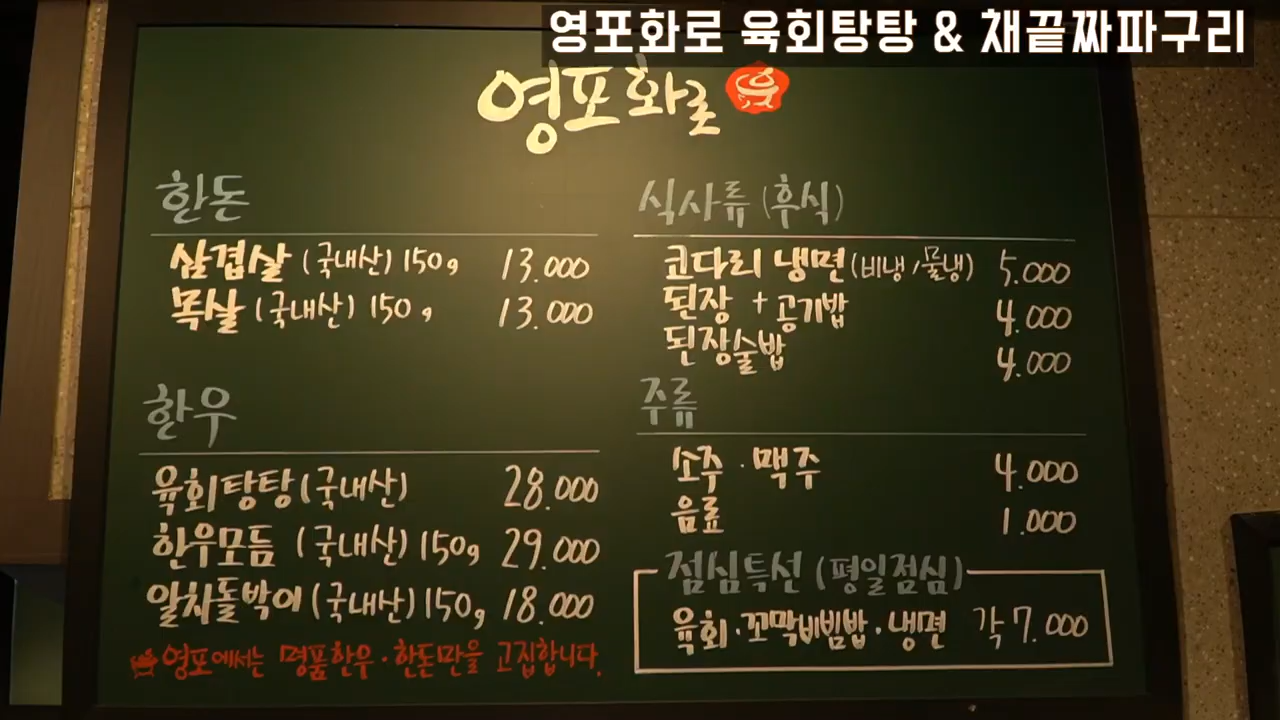 영포화로 육회탕탕 & 채끝짜파구리
영포화로 우
한돈
삼겹살 (국내산) 150g 13.000
목살 (국내산) 150g 13.000
한우
육회탕탕(국내산) 28.000
한우모듬 (국내산) 150g 29.000
알차돌박이(국내산) 150g 18.000
영포에서는 명품한우·한돈만을 고집합니다.
식사류 (후식)
코다리 냉면(비냉/물냉) 5.000
된장 + 공기밥 4.000
된장술밥 4.000
주류
소주·맥주 4.000
음료 1.000
점심특선 (평일점심)
육회·꼬막비빔밥·냉면 각 7.000